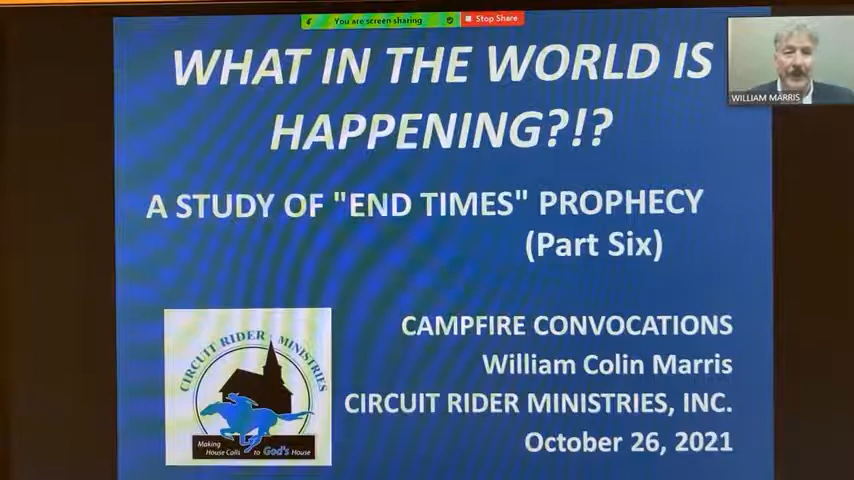 You are screen sharing
Stop Share
WHAT IN THE WORLD IS
HAPPENING?!?
WILLIAM MARRIS
A STUDY OF "END TIMES" PROPHECY
(Part Six)
CAMPFIRE CONVOCATIONS
William Colin Marris
CIRCUIT RIDER MINISTRIES, INC.
October 26, 2021
CIRCUIT RIDER MINISTRIES
Making
House Calls to God's House